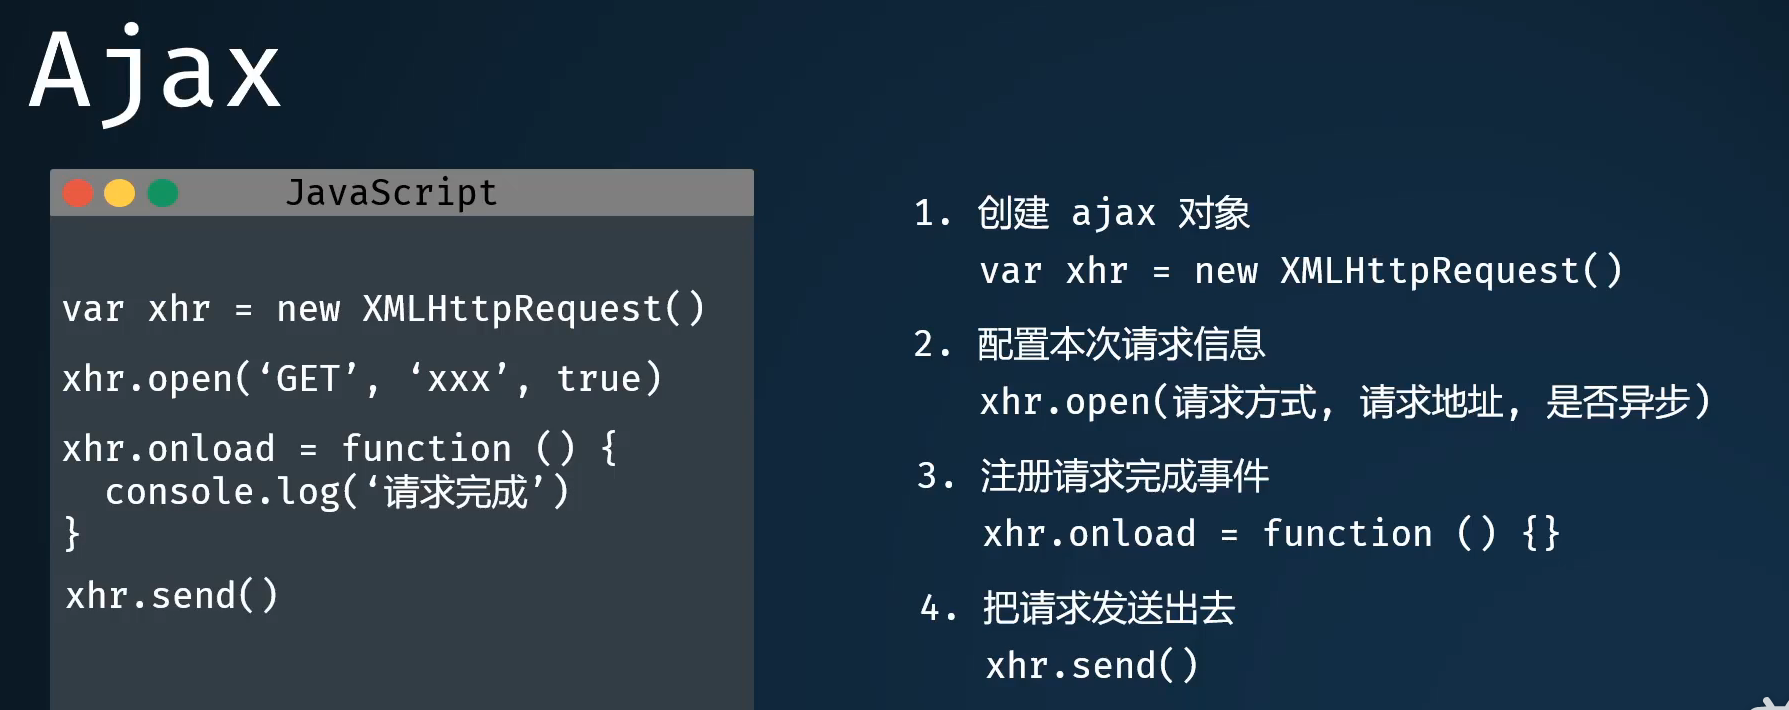 Ajax
JavaScript
var xhr = new XMLHttpRequest()
xhr.open(‘GET’, ‘xxx’, true)
xhr.onload = function () {
  console.log(‘请求完成’)
}
xhr.send()
1. 创建 ajax 对象
var xhr = new XMLHttpRequest()
2. 配置本次请求信息
xhr.open(请求方式, 请求地址, 是否异步)
3. 注册请求完成事件
xhr.onload = function () {}
4. 把请求发送出去
xhr.send()